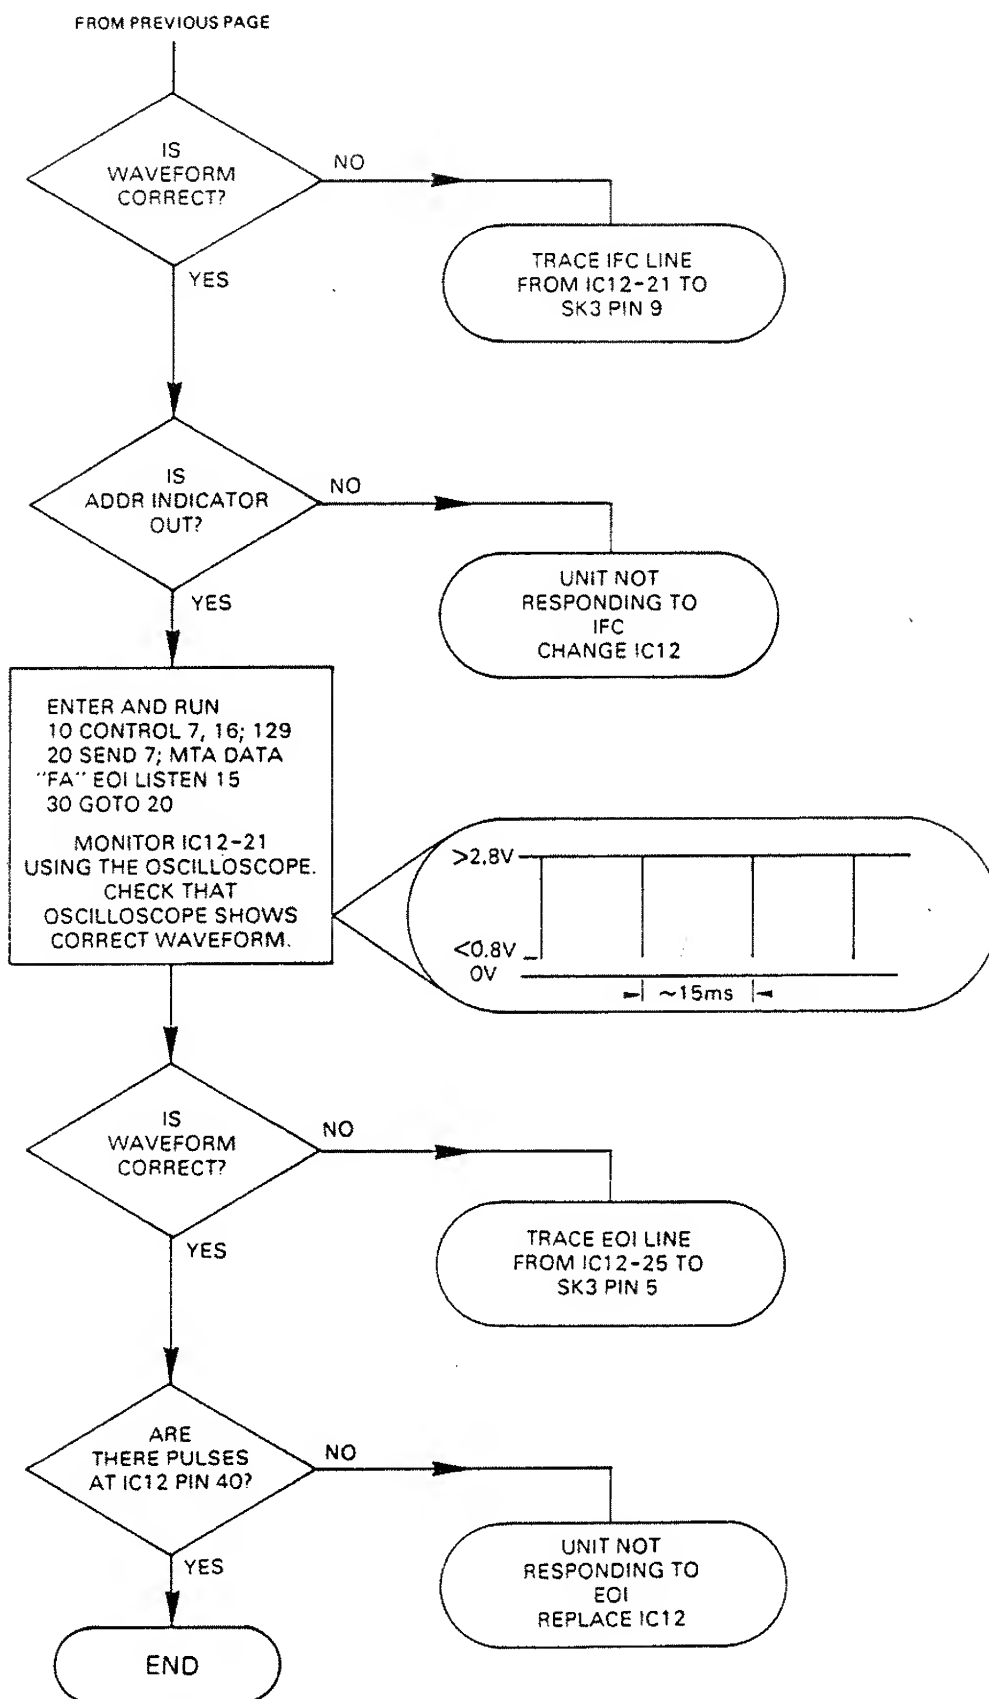 FROM PREVIOUS PAGE
IS
WAVEFORM
CORRECT?
NO
YES
TRACE IFC LINE
FROM IC12-21 TO
SK3 PIN 9
IS
ADDR INDICATOR
OUT?
NO
YES
UNIT NOT
RESPONDING TO
IFC
CHANGE IC12
ENTER AND RUN
10 CONTROL 7, 16; 129
20 SEND 7; MTA DATA
"FA" EOI LISTEN 15
30 GOTO 20
MONITOR IC12-21
USING THE OSCILLOSCOPE.
CHECK THAT
OSCILLOSCOPE SHOWS
CORRECT WAVEFORM.
>2.8V
<0.8V
0V
~15ms
IS
WAVEFORM
CORRECT?
NO
YES
TRACE EOI LINE
FROM IC12-25 TO
SK3 PIN 5
ARE
THERE PULSES
AT IC12 PIN 40?
NO
YES
UNIT NOT
RESPONDING TO
EOI
REPLACE IC12
END